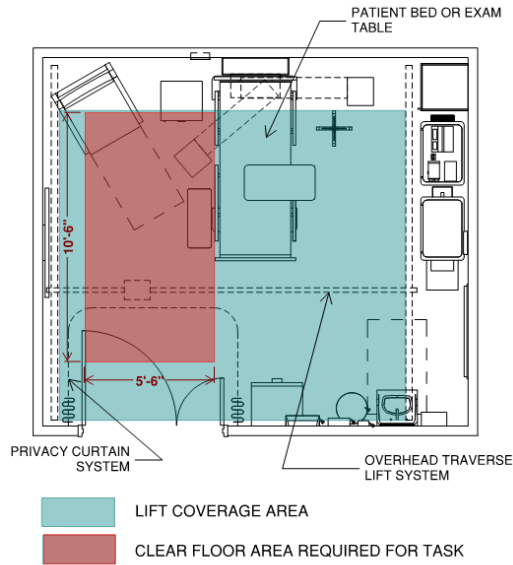 PATIENT BED OR EXAM
TABLE
10'-6"
5'-6"
PRIVACY CURTAIN
SYSTEM
OVERHEAD TRAVERSE
LIFT SYSTEM
LIFT COVERAGE AREA
CLEAR FLOOR AREA REQUIRED FOR TASK